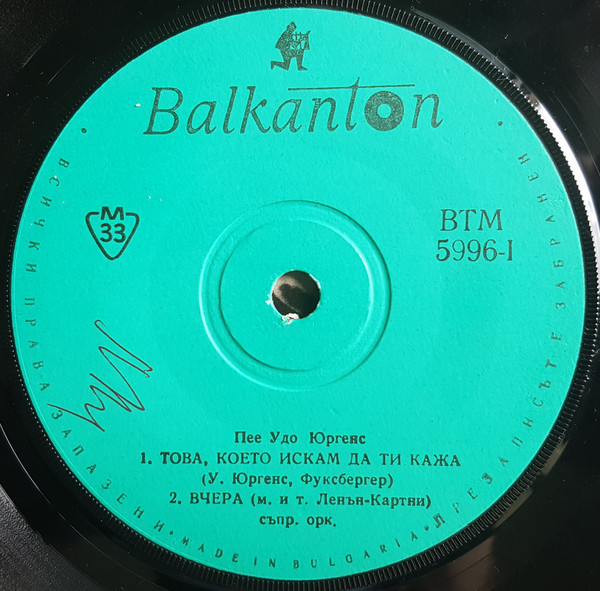 Balkanton
M
33
ВТМ
5996-I
Пее Удо Юргенс
1. ТОВА, КОЕТО ИСКАМ ДА ТИ КАЖА
(У. Юргенс, Фуксбергер)
2. ВЧЕРА (м. и т. Ленън-Картни)
съпр. орк.
• ВСИЧКИ ПРАВА ЗАПАЗЕНИ • MADE IN BULGARIA • ПРЕЗАПИСЪТ Е ЗАБРАНЕН •